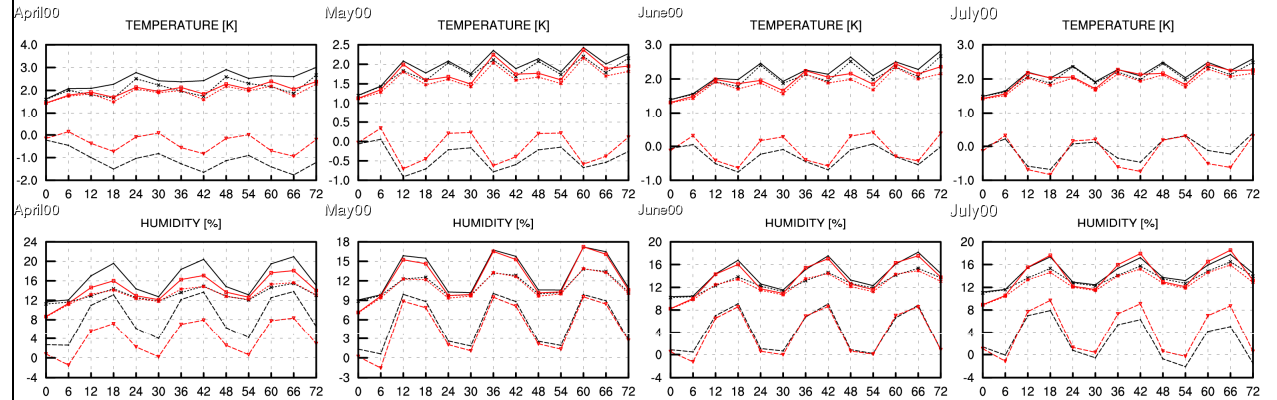 April00 May00 June00 July00
TEMPERATURE [K] TEMPERATURE [K] TEMPERATURE [K] TEMPERATURE [K]
4.0 2.5 3.0 3.0
3.0 2.0
2.0 1.5 2.0 2.0
1.0 1.0 1.0 1.0
0.5
0.0 0.0 0.0 0.0
-1.0 -0.5
-2.0 -1.0 -1.0 -1.0
0 6 12 18 24 30 36 42 48 54 60 66 72 0 6 12 18 24 30 36 42 48 54 60 66 72 0 6 12 18 24 30 36 42 48 54 60 66 72 0 6 12 18 24 30 36 42 48 54 60 66 72
April00 May00 June00 July00
HUMIDITY [%] HUMIDITY [%] HUMIDITY [%] HUMIDITY [%]
24 18 20 20
20 15 16 16
16 12 12 12
12 9 8 8
8 6
4 3 4 4
0 0 0 0
-4 -3 -4 -4
0 6 12 18 24 30 36 42 48 54 60 66 72 0 6 12 18 24 30 36 42 48 54 60 66 72 0 6 12 18 24 30 36 42 48 54 60 66 72 0 6 12 18 24 30 36 42 48 54 60 66 72